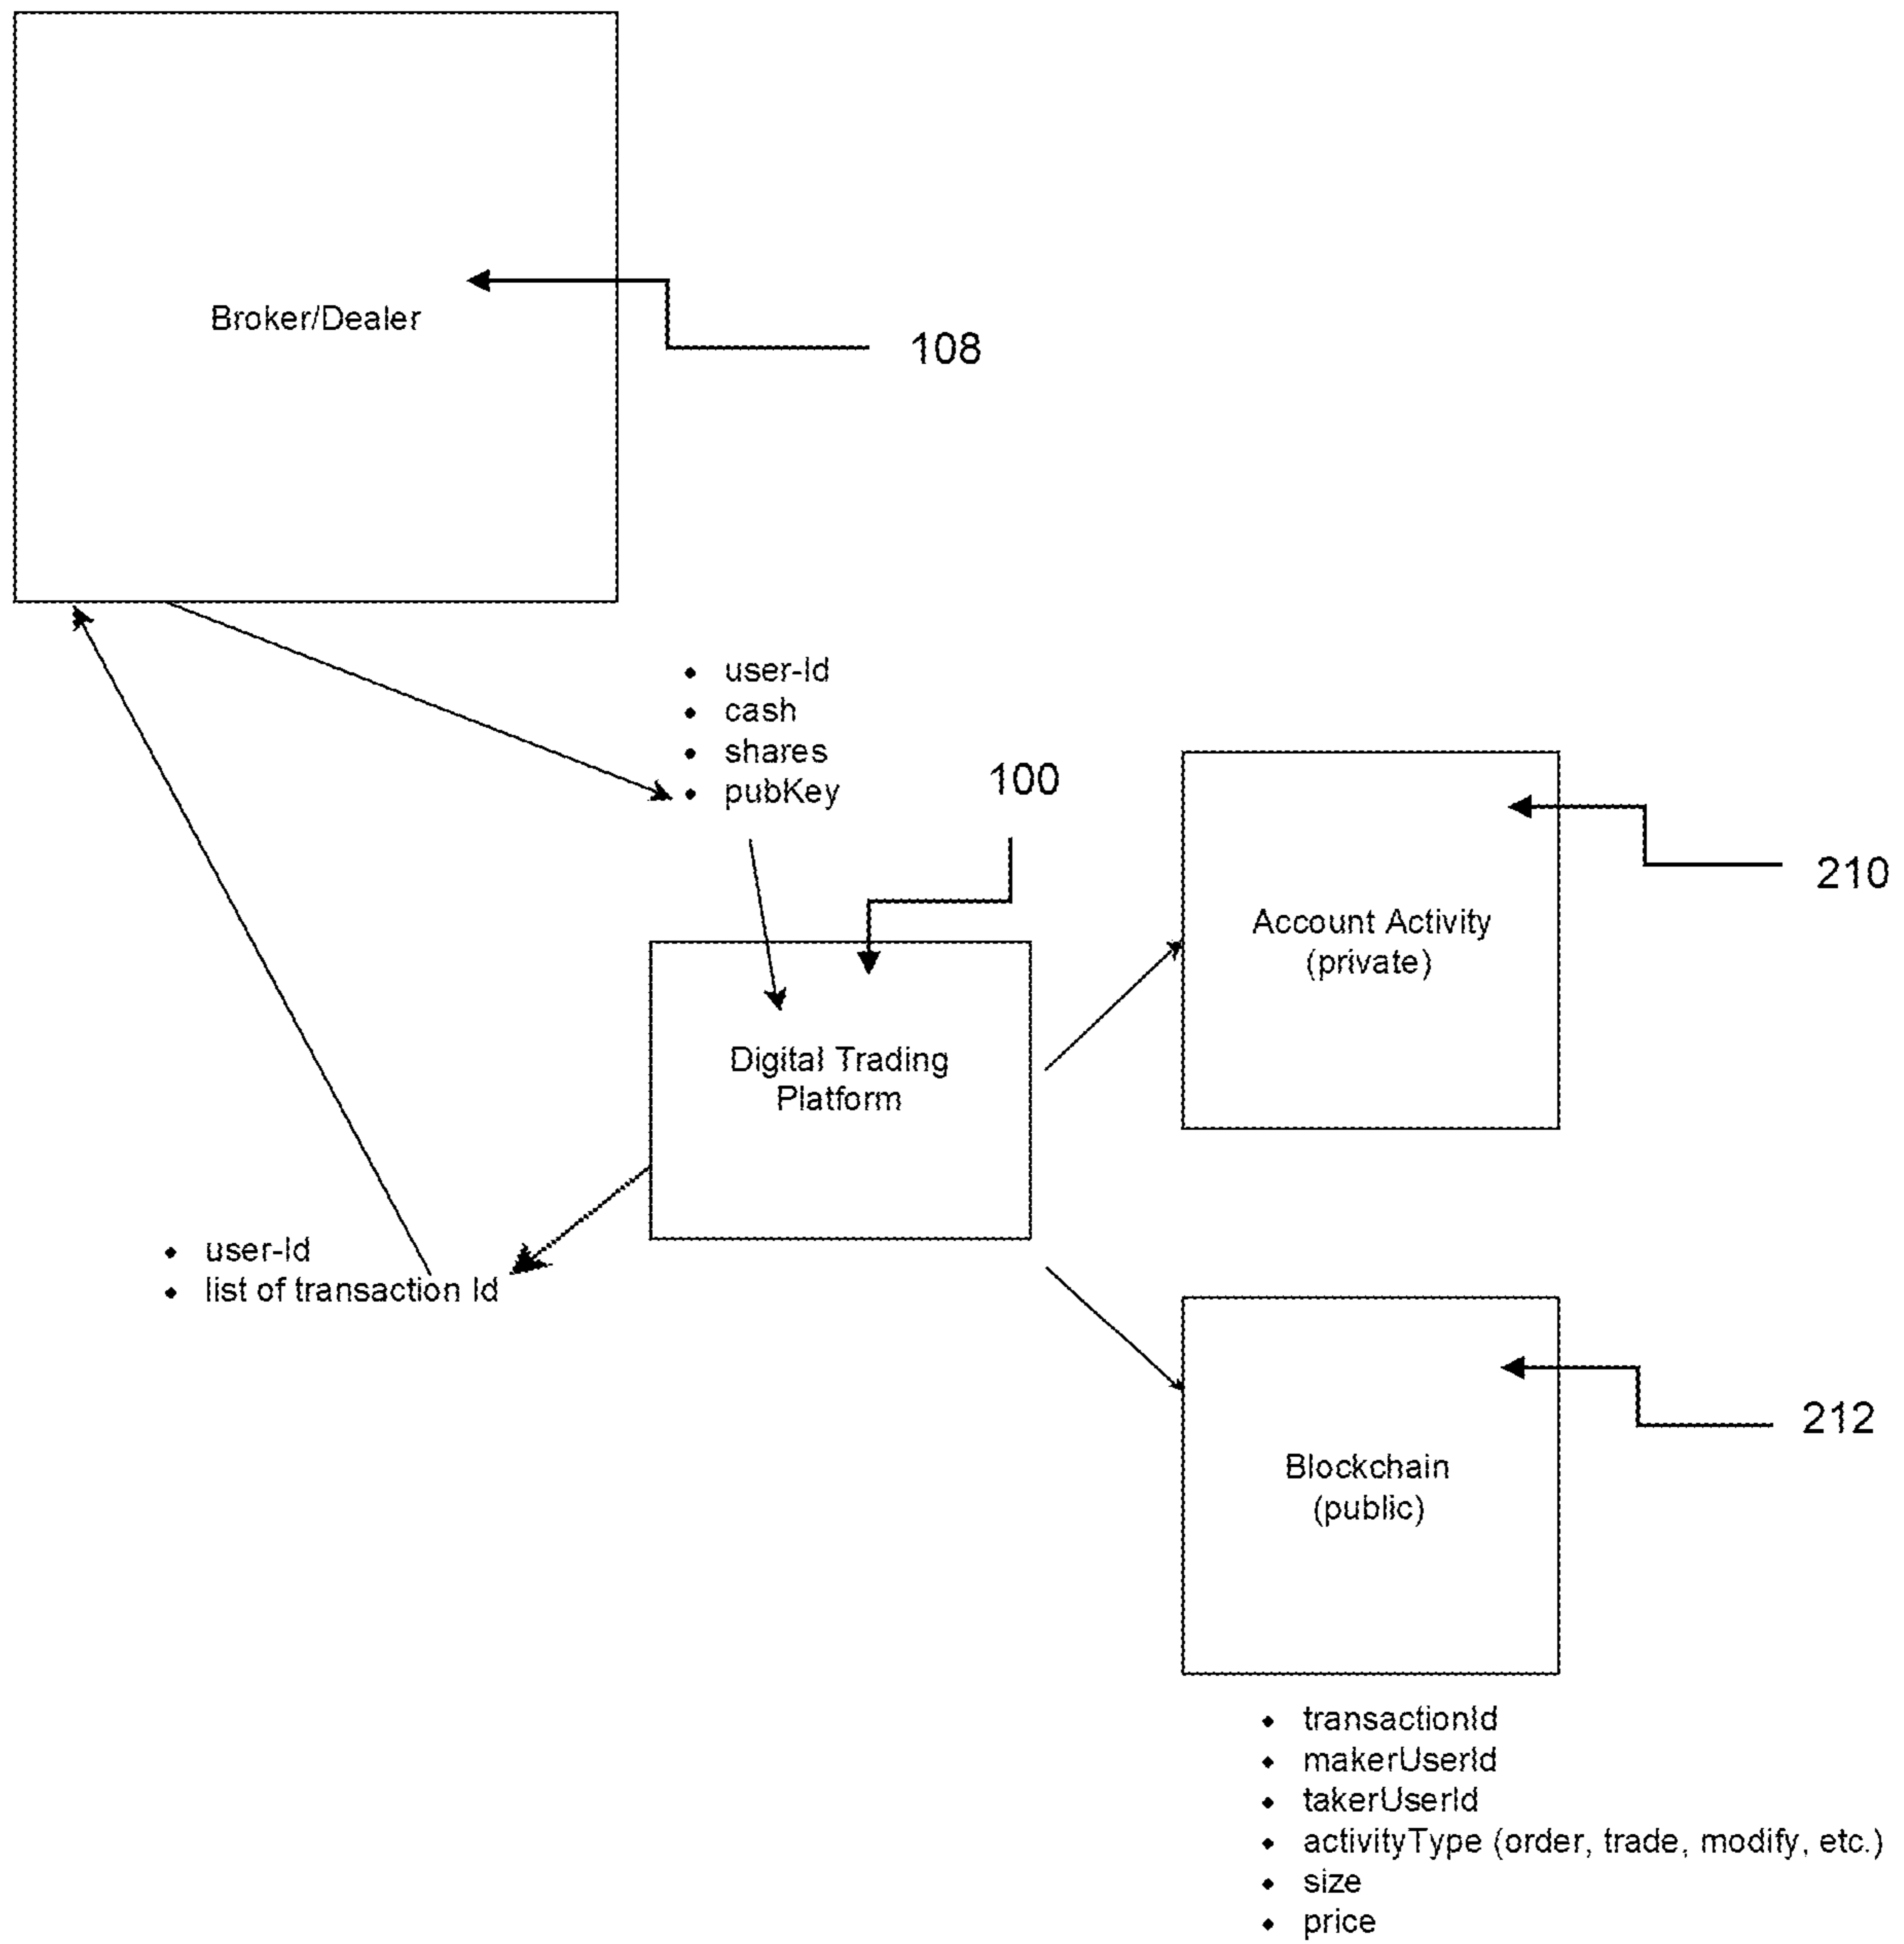 Broker/Dealer
108
• user-Id
• cash
• shares
• pubKey
100
210
Account Activity
(private)
Digital Trading
Platform
• user-Id
• list of transaction Id
212
Blockchain
(public)
• transactionId
• makerUserId
• takerUserId
• activityType (order, trade, modify, etc.)
• size
• price